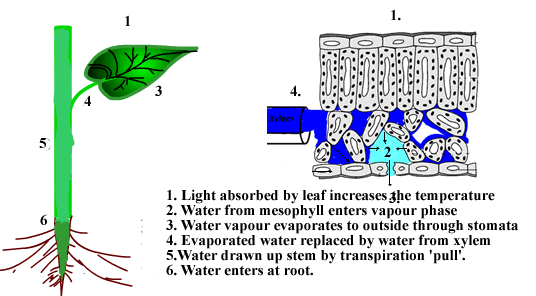 1
1.
4.
3
4
Xylem
5
2
6
3.
1. Light absorbed by leaf increases the temperature
2. Water from mesophyll enters vapour phase
3. Water vapour evaporates to outside through stomata
4. Evaporated water replaced by water from xylem
5.Water drawn up stem by transpiration 'pull'.
6. Water enters at root.